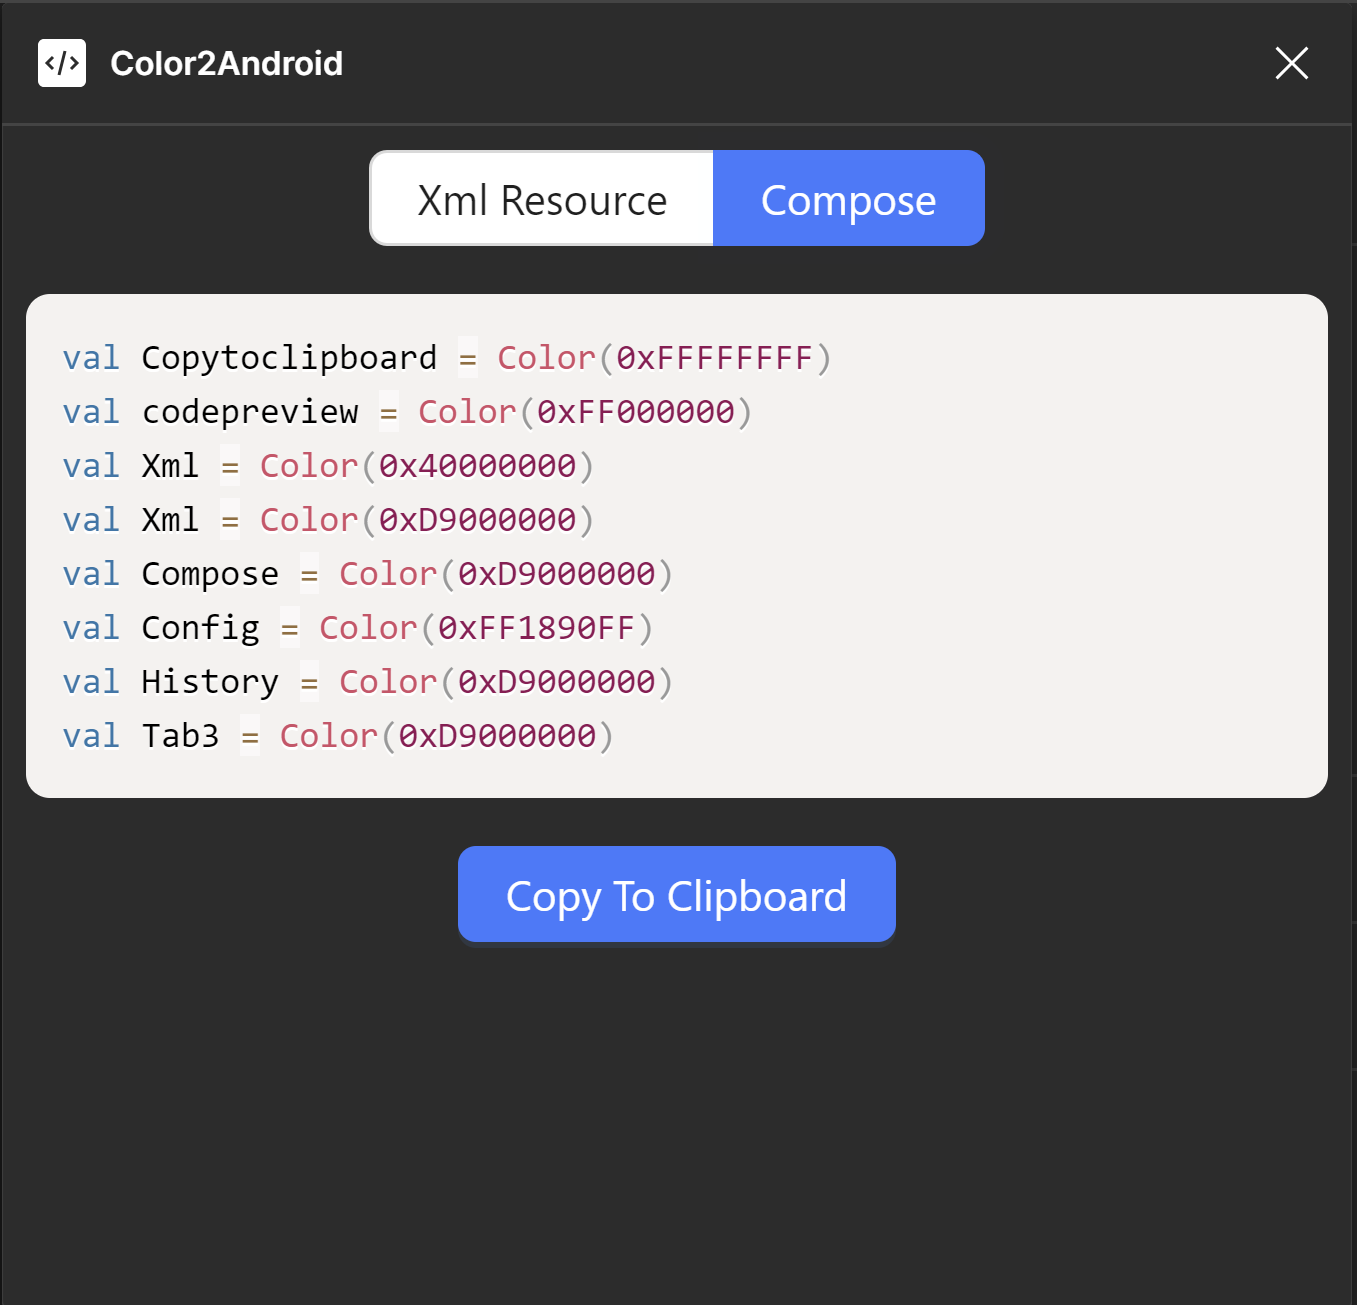 </> Color2Android
Xml Resource Compose
val Copytoclipboard = Color(0xFFFFFFFF)
val codepreview = Color(0xFF000000)
val Xml = Color(0x40000000)
val Xml = Color(0xD9000000)
val Compose = Color(0xD9000000)
val Config = Color(0xFF1890FF)
val History = Color(0xD9000000)
val Tab3 = Color(0xD9000000)
Copy To Clipboard